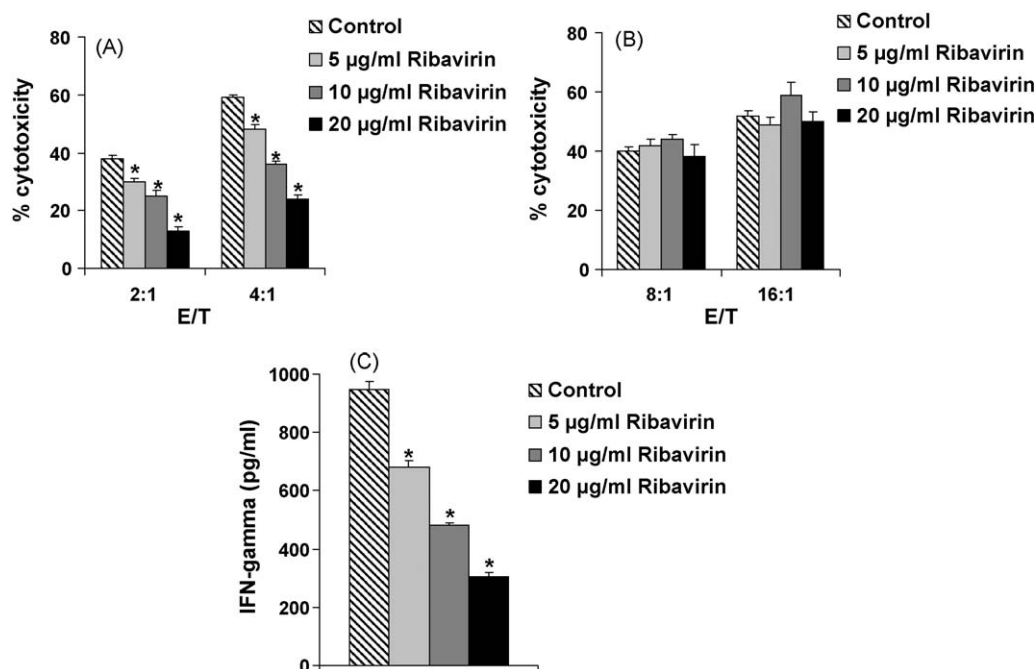 (A)
Control
5 µg/ml Ribavirin
10 µg/ml Ribavirin
20 µg/ml Ribavirin
% cytotoxicity
80
60
40
20
0
*
*
*
*
*
*
2:1
4:1
E/T
(B)
Control
5 µg/ml Ribavirin
10 µg/ml Ribavirin
20 µg/ml Ribavirin
% cytotoxicity
80
60
40
20
0
8:1
16:1
E/T
(C)
Control
5 µg/ml Ribavirin
10 µg/ml Ribavirin
20 µg/ml Ribavirin
IFN-gamma (pg/ml)
1000
800
600
400
200
0
*
*
*